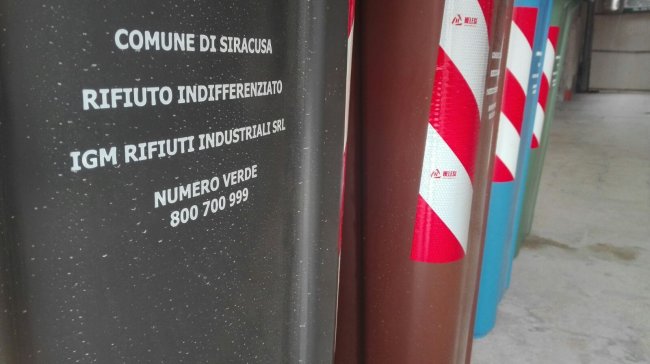 COMUNE DI SIRACUSA
RIFIUTO INDIFFERENZIATO
IGM RIFIUTI INDUSTRIALI SRL
NUMERO VERDE
800 700 999